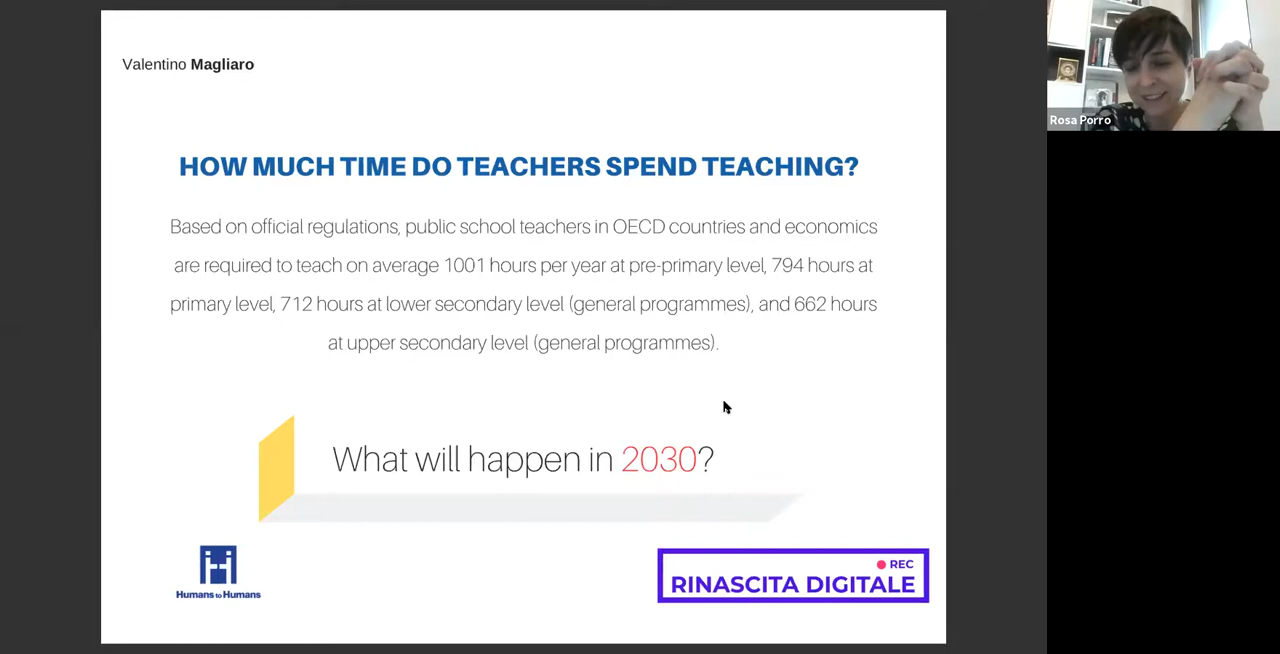 Valentino Magliaro
Rosa Porro
HOW MUCH TIME DO TEACHERS SPEND TEACHING?
Based on official regulations, public school teachers in OECD countries and economics
are required to teach on average 1001 hours per year at pre-primary level, 794 hours at
primary level, 712 hours at lower secondary level (general programmes), and 662 hours
at upper secondary level (general programmes).
What will happen in 2030?
Humans to Humans
REC
RINASCITA DIGITALE